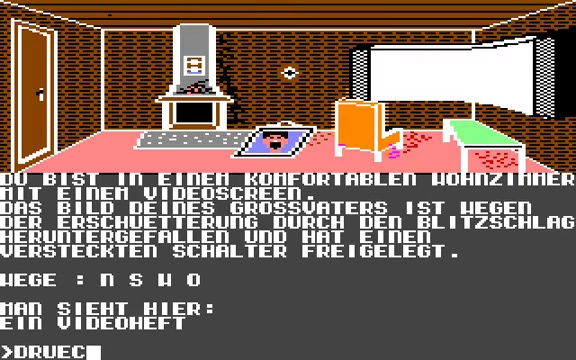 DU BIST IN EINEM KOMFORTABLEN WOHNZIMMER
MIT EINEM VIDEOSCREEN.
DAS BILD DEINES GROSSVATERS IST WEGEN
DER ERSCHUETTERUNG DURCH DEN BLITZSCHLAG
HERUNTERGEFALLEN UND HAT EINEN
VERSTECKTEN SCHALTER FREIGELEGT.
WEGE : N S W O
MAN SIEHT HIER:
EIN VIDEOHEFT
>DRUEC